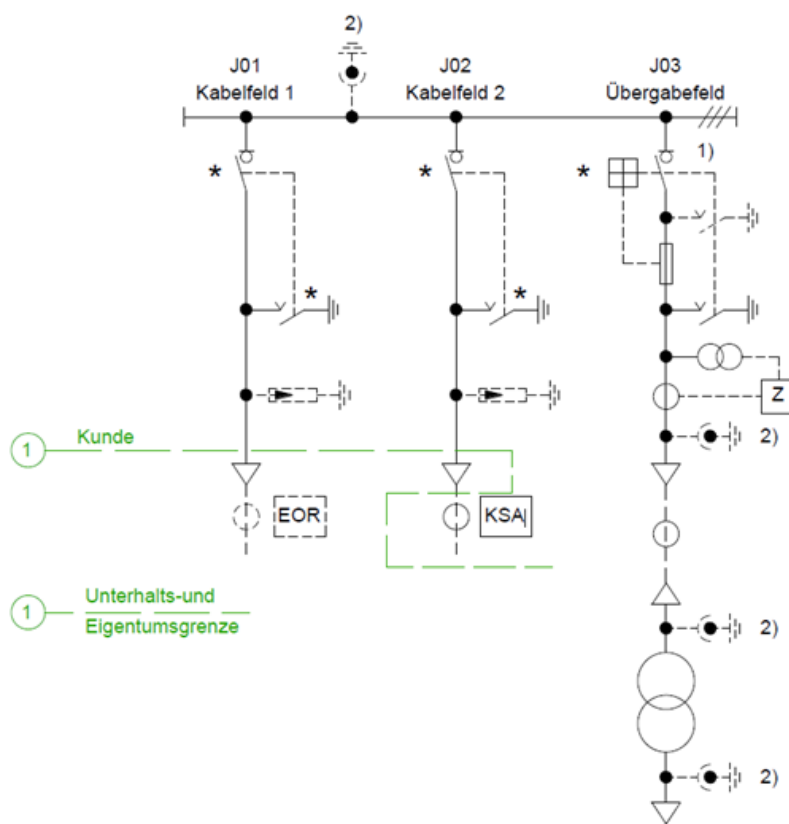 2)
J01
Kabelfeld 1
J02
Kabelfeld 2
J03
Übergabefeld
1)
*
*
*
*
*
Z
2)
1
Kunde
EOR
KSA
1
Unterhalts-und
Eigentumsgrenze
2)
2)